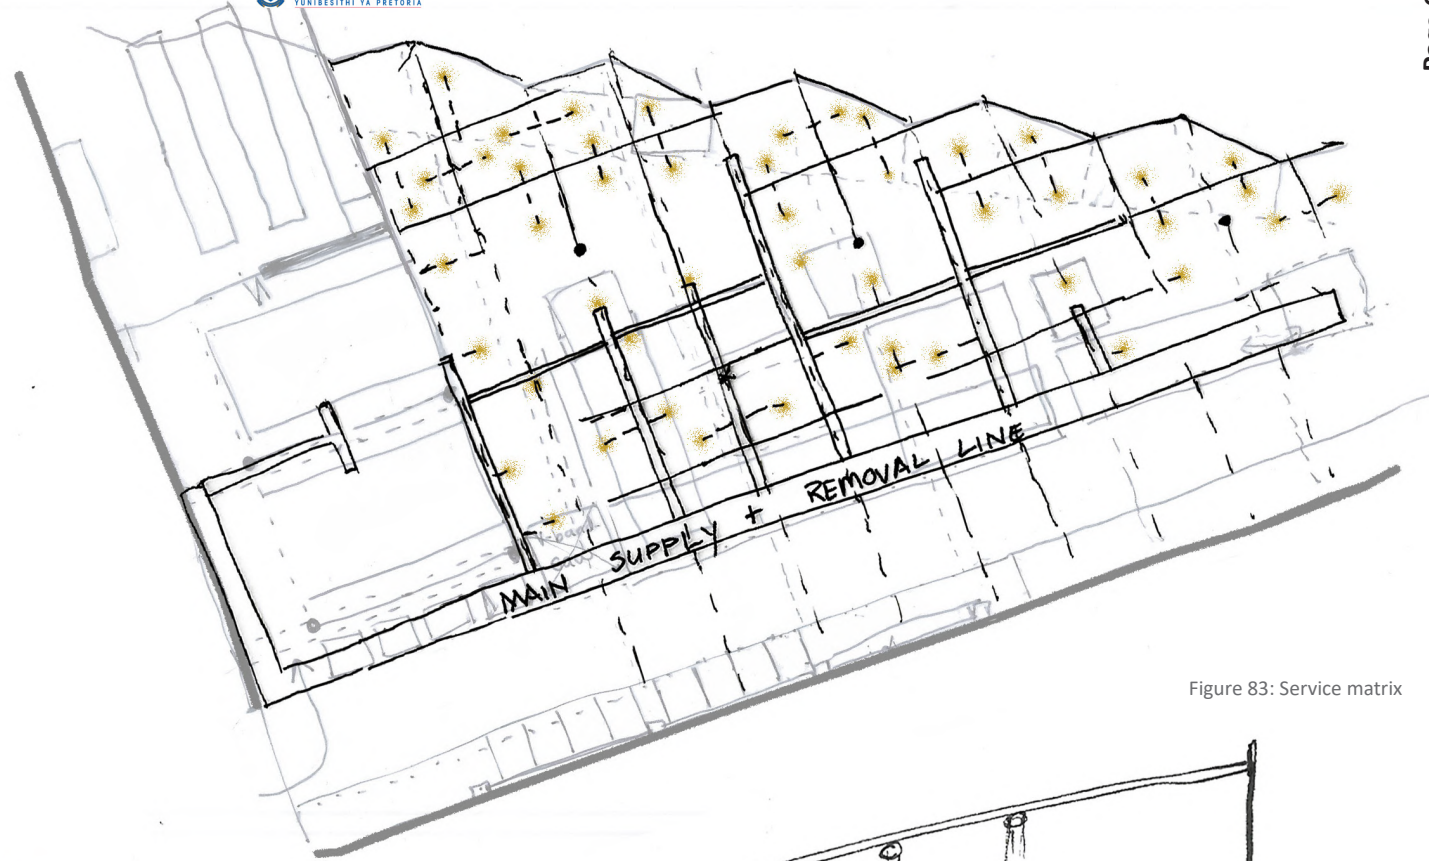 YUNIBESITHI YA PRETORIA
MAIN SUPPLY + REMOVAL LINE
Figure 83: Service matrix